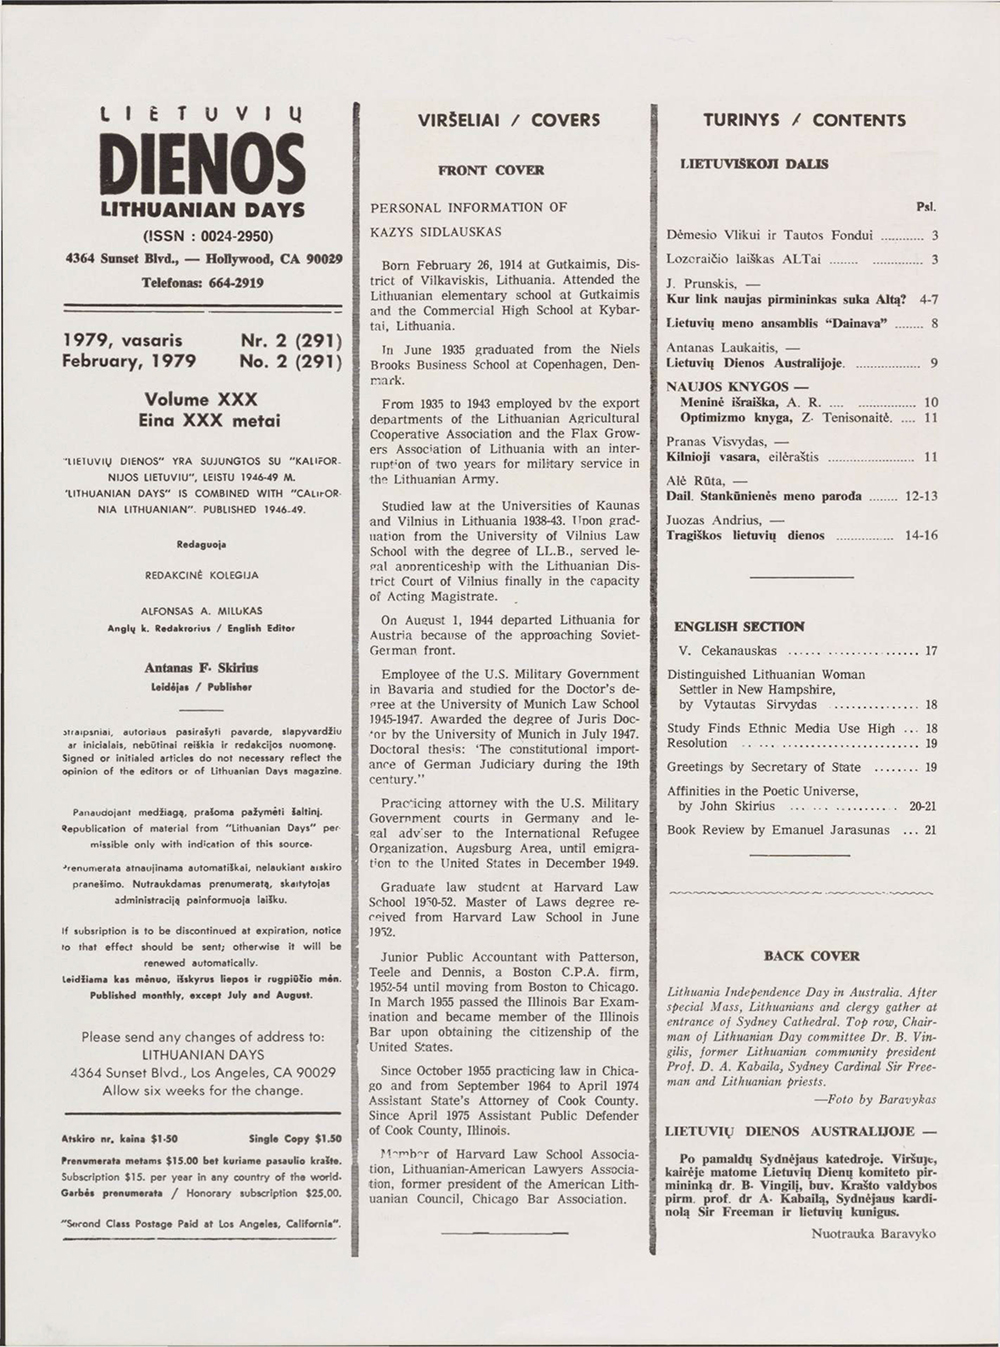 LIETUVIŲ
DIENOS
LITHUANIAN DAYS
(ISSN : 0024-2950)
4364 Sunset Blvd., — Hollywood, CA 90029
Telefonas: 664-2919
1979, vasaris Nr. 2 (291)
February, 1979 No. 2 (291)
Volume XXX
Eina XXX metai
"LIETUVIŲ DIENOS" YRA SUJUNGTOS SU "KALIFOR-
NIJOS LIETUVIU", LEISTU 1946-49 M.
'LITHUANIAN DAYS" IS COMBINED WITH "CALIFOR-
NIA LITHUANIAN". PUBLISHED 1946-49.
Redaguoja
REDAKCINĖ KOLEGIJA
ALFONSAS A. MILUKAS
Anglų k. Redaktorius / English Editor
Antanas F. Skirius
Leidėjas / Publisher
Straipsniai, autoriaus pasirašyti pavarde, slapyvardžiu
ar inicialais, nebūtinai reiškia ir redakcijos nuomonę.
Signed or initialed articles do not necessary reflect the
opinion of the editors or of Lithuanian Days magazine.
Panaudojant medžiagą, prašoma pažymėti šaltinį.
Republication of material from "Lithuanian Days" per-
missible only with indication of this source.
Prenumerata atnaujinama automatiškai, nelaukiant atskiro
pranešimo. Nutraukdamas prenumeratą, skaitytojas
administraciją painformuoja laišku.
If subsription is to be discontinued at expiration, notice
to that effect should be sent; otherwise it will be
renewed automatically.
Leidžiama kas mėnuo, išskyrus liepos ir rugpiūčio mėn.
Published monthly, except July and August.
Please send any changes of address to:
LITHUANIAN DAYS
4364 Sunset Blvd., Los Angeles, CA 90029
Allow six weeks for the change.
Atskiro nr. kaina $1.50 Single Copy $1.50
Prenumerata metams $15.00 bet kuriame pasaulio krašte.
Subscription $15. per year in any country of the world.
Garbės prenumerata / Honorary subscription $25.00.
"Second Class Postage Paid at Los Angeles, California".
VIRŠELIAI / COVERS
FRONT COVER
PERSONAL INFORMATION OF
KAZYS SIDLAUSKAS
Born February 26, 1914 at Gutkaimis, Dis-
trict of Vilkaviskis, Lithuania. Attended the
Lithuanian elementary school at Gutkaimis
and the Commercial High School at Kybar-
tai, Lithuania.
In June 1935 graduated from the Niels
Brooks Business School at Copenhagen, Den-
mark.
From 1935 to 1943 employed by the export
departments of the Lithuanian Agricultural
Cooperative Association and the Flax Grow-
ers Association of Lithuania with an inter-
ruption of two years for military service in
the Lithuanian Army.
Studied law at the Universities of Kaunas
and Vilnius in Lithuania 1938-43. Upon grad-
uation from the University of Vilnius Law
School with the degree of LL.B., served le-
gal apprenticeship with the Lithuanian Dis-
trict Court of Vilnius finally in the capacity
of Acting Magistrate.
On August 1, 1944 departed Lithuania for
Austria because of the approaching Soviet-
German front.
Employee of the U.S. Military Government
in Bavaria and studied for the Doctor's de-
gree at the University of Munich Law School
1945-1947. Awarded the degree of Juris Doc-
tor by the University of Munich in July 1947.
Doctoral thesis: 'The constitutional import-
ance of German Judiciary during the 19th
century."
Practicing attorney with the U.S. Military
Government courts in Germany and le-
gal adviser to the International Refugee
Organization, Augsburg Area, until emigra-
tion to the United States in December 1949.
Graduate law student at Harvard Law
School 1950-52. Master of Laws degree re-
ceived from Harvard Law School in June
1952.
Junior Public Accountant with Patterson,
Teele and Dennis, a Boston C.P.A. firm,
1952-54 until moving from Boston to Chicago.
In March 1955 passed the Illinois Bar Exam-
ination and became member of the Illinois
Bar upon obtaining the citizenship of the
United States.
Since October 1955 practicing law in Chica-
go and from September 1964 to April 1974
Assistant State's Attorney of Cook County.
Since April 1975 Assistant Public Defender
of Cook County, Illinois.
Member of Harvard Law School Associa-
tion, Lithuanian-American Lawyers Associa-
tion, former president of the American Lith-
uanian Council, Chicago Bar Association.
TURINYS / CONTENTS
LIETUVIŠKOJI DALIS
Psl.
Dėmesio Vlikui ir Tautos Fondui ............ 3
Lozoraičio laiškas ALTai ........ .............. 3
J. Prunskis, —
Kur link naujas pirmininkas suka Altą? 4-7
Lietuvių meno ansamblis "Dainava" ........ 8
Antanas Laukaitis, —
Lietuvių Dienos Australijoje. .................. 9
NAUJOS KNYGOS —
Meninė išraiška, A. R. .... ................ 10
Optimizmo knyga, Z. Tenisonaitė. .... 11
Pranas Visvydas, —
Kilnioji vasara, eilėraštis ........................ 11
Alė Rūta, —
Dail. Stankūnienės meno paroda ........ 12-13
Juozas Andrius, —
Tragiškos lietuvių dienos ................ 14-16
ENGLISH SECTION
V. Cekanauskas ...................... 17
Distinguished Lithuanian Woman
Settler in New Hampshire,
by Vytautas Sirvydas .............. 18
Study Finds Ethnic Media Use High ... 18
Resolution .............................. 19
Greetings by Secretary of State ........ 19
Affinities in the Poetic Universe,
by John Skirius .................. 20-21
Book Review by Emanuel Jarasunas ... 21
BACK COVER
Lithuania Independence Day in Australia. After
special Mass, Lithuanians and clergy gather at
entrance of Sydney Cathedral. Top row, Chair-
man of Lithuanian Day committee Dr. B. Vin-
gilis, former Lithuanian community president
Prof. D. A. Kabaila, Sydney Cardinal Sir Free-
man and Lithuanian priests.
—Foto by Baravykas
LIETUVIŲ DIENOS AUSTRALIJOJE —
Po pamaldų Sydnėjaus katedroje. Viršuje,
kairėje matome Lietuvių Dienų komiteto pir-
mininką dr. B. Vingilį, buv. Krašto valdybos
pirm. prof. dr A. Kabailą, Sydnėjaus kardi-
nolą Sir Freeman ir lietuvių kunigus.
Nuotrauka Baravyko